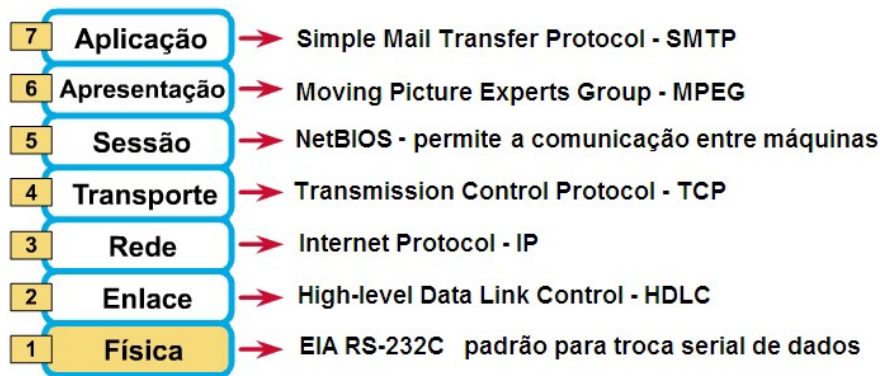 7 Aplicação Simple Mail Transfer Protocol - SMTP
6 Apresentação Moving Picture Experts Group - MPEG
5 Sessão NetBIOS - permite a comunicação entre máquinas
4 Transporte Transmission Control Protocol - TCP
3 Rede Internet Protocol - IP
2 Enlace High-level Data Link Control - HDLC
1 Física EIA RS-232C padrão para troca serial de dados